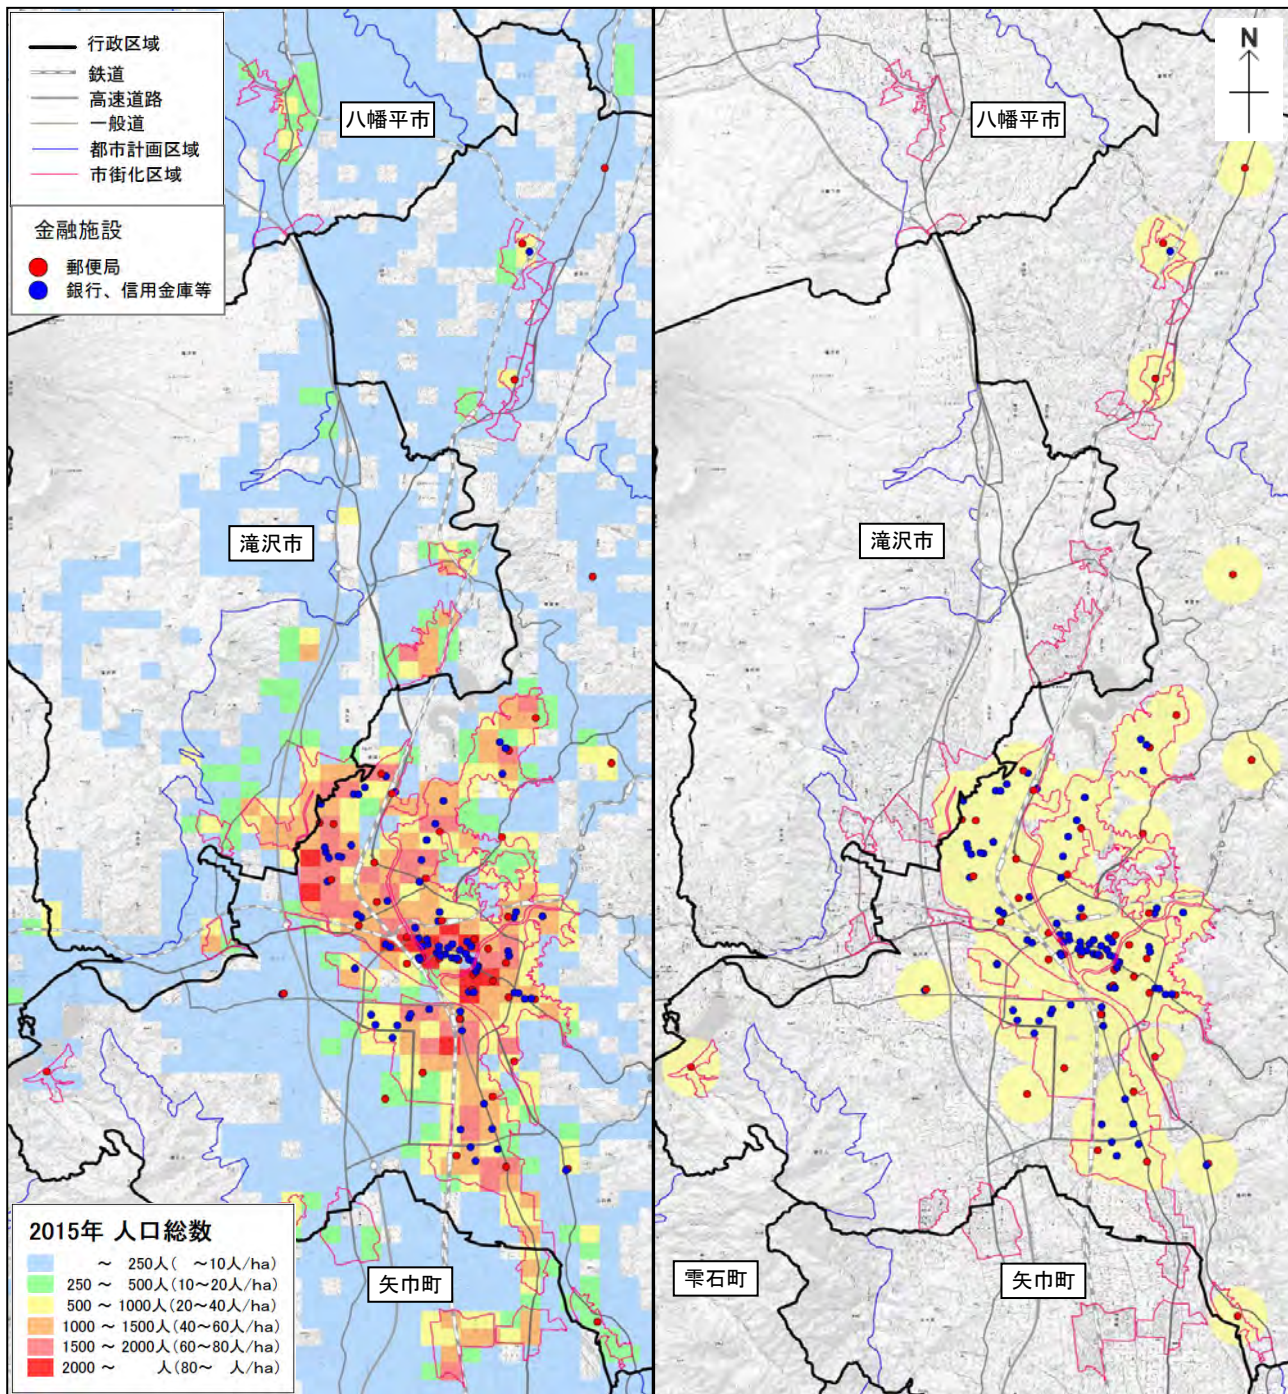 行政区域
鉄道
高速道路
一般道
都市計画区域
市街化区域
金融施設
郵便局
銀行、信用金庫等
八幡平市
八幡平市
N
滝沢市
滝沢市
矢巾町
雫石町
矢巾町
2015年 人口総数
～ 250人( ～10人/ha)
250 ～ 500人(10～20人/ha)
500 ～ 1000人(20～40人/ha)
1000 ～ 1500人(40～60人/ha)
1500 ～ 2000人(60～80人/ha)
2000 ～ 人(80～ 人/ha)